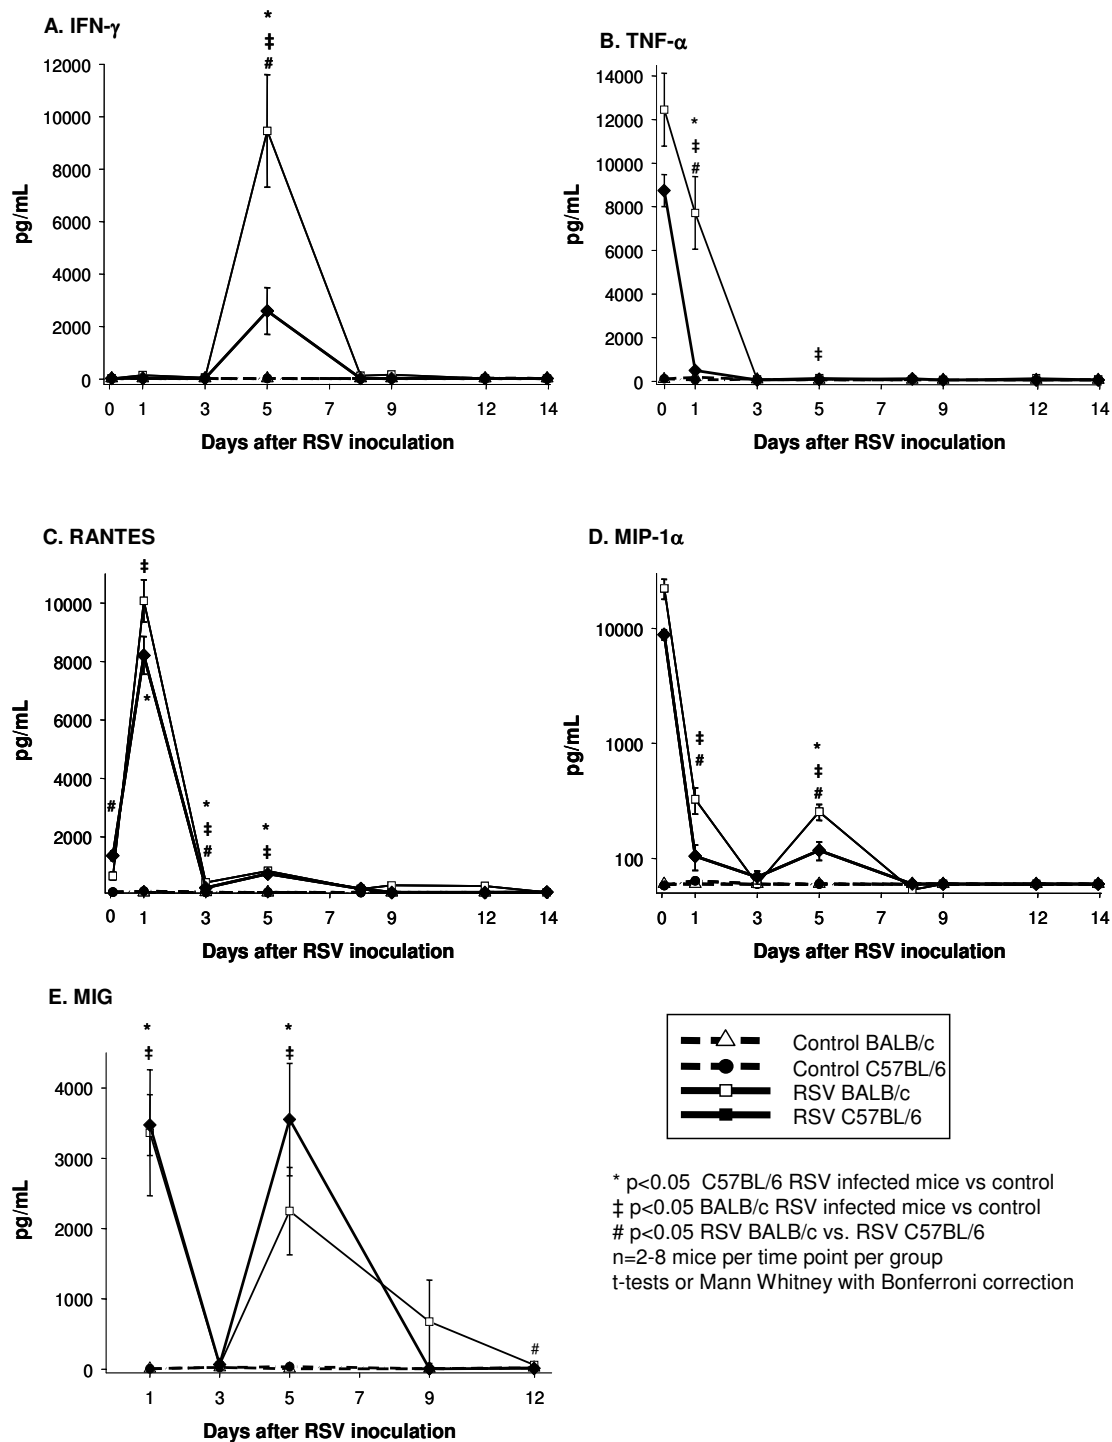 A. IFN-γ
*
‡
#
12000
10000
8000
6000
4000
2000
0
pg/mL
0 1 3 5 7 9 12 14
Days after RSV inoculation
B. TNF-α
14000
12000
10000
8000
6000
4000
2000
0
pg/mL
*
‡
#
‡
0 1 3 5 7 9 12 14
Days after RSV inoculation
C. RANTES
‡
10000
8000
6000
4000
2000
pg/mL
*
#
*
‡
#
*
‡
0 1 3 5 7 9 12 14
Days after RSV inoculation
D. MIP-1α
10000
1000
100
pg/mL
‡
#
*
‡
#
0 1 3 5 7 9 12 14
Days after RSV inoculation
E. MIG
*
‡
*
‡
4000
3000
2000
1000
0
pg/mL
#
1 3 5 7 9 12
Days after RSV inoculation
Control BALB/c
Control C57BL/6
RSV BALB/c
RSV C57BL/6
* p<0.05 C57BL/6 RSV infected mice vs control
‡ p<0.05 BALB/c RSV infected mice vs control
# p<0.05 RSV BALB/c vs. RSV C57BL/6
n=2-8 mice per time point per group
t-tests or Mann Whitney with Bonferroni correction